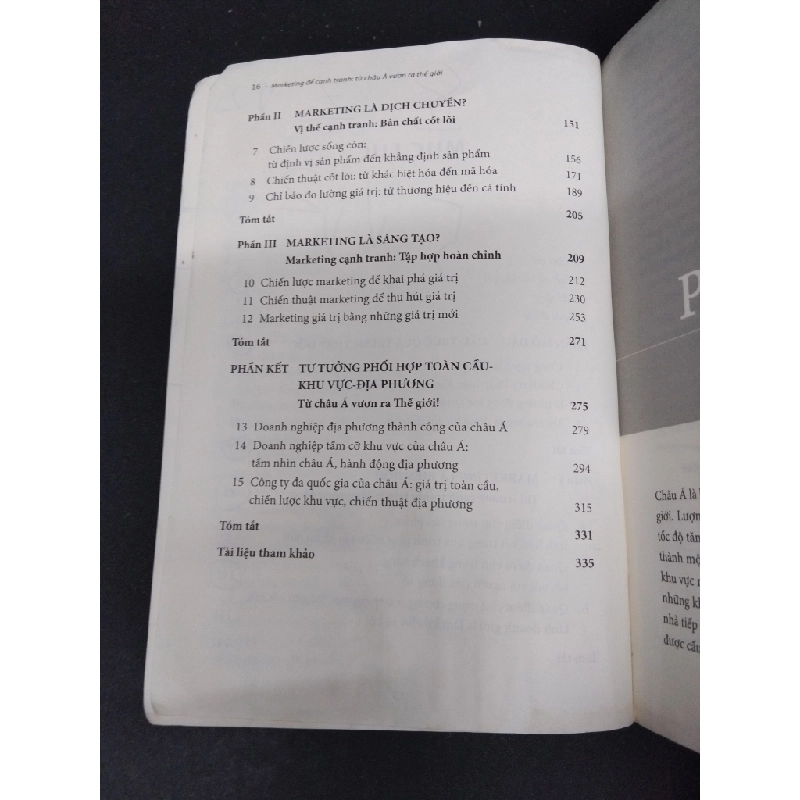 16 Marketing để cạnh tranh: từ châu Á vươn ra thế giới
Phần II MARKETING LÀ DỊCH CHUYỂN?
Vị thế cạnh tranh: Bản chất cốt lõi 131
7 Chiến lược sống còn:
từ định vị sản phẩm đến khẳng định sản phẩm 156
8 Chiến thuật cốt lõi: từ khác biệt hóa đến mã hóa 171
9 Chỉ báo đo lường giá trị: từ thương hiệu đến cá tính 189
Tóm tắt 205
Phần III MARKETING LÀ SÁNG TẠO?
Marketing cạnh tranh: Tập hợp hoàn chỉnh 209
10 Chiến lược marketing để khai phá giá trị 212
11 Chiến thuật marketing để thu hút giá trị 230
12 Marketing giá trị bằng những giá trị mới 253
Tóm tắt 271
PHẦN KẾT TƯ TƯỞNG PHỐI HỢP TOÀN CẦU-
KHU VỰC-ĐỊA PHƯƠNG
Từ châu Á vươn ra Thế giới! 275
13 Doanh nghiệp địa phương thành công của châu Á 279
14 Doanh nghiệp tầm cỡ khu vực của châu Á:
tầm nhìn châu Á, hành động địa phương 294
15 Công ty đa quốc gia của châu Á: giá trị toàn cầu,
chiến lược khu vực, chiến thuật địa phương 315
Tóm tắt 331
Tài liệu tham khảo 335
P
Châu Á là
giới. Lượn
tốc độ tăn
thành mộ
khu vực
những kh
nhà tiếp
được cầu